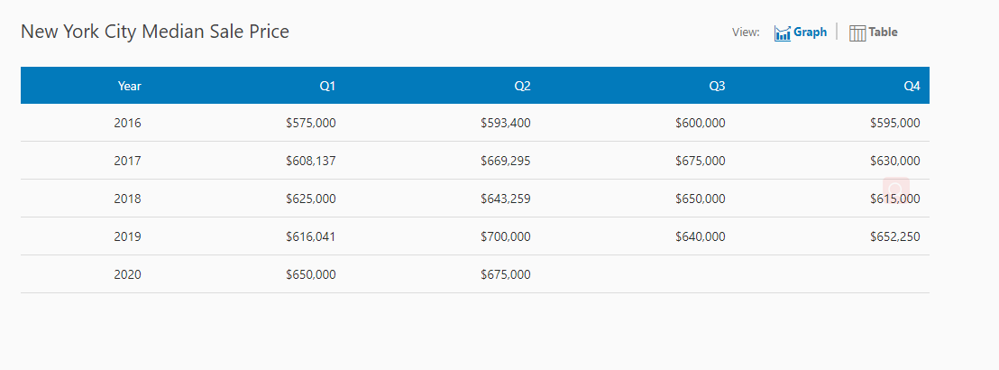 New York City Median Sale Price
View: Graph | Table
Year Q1 Q2 Q3 Q4
2016 $575,000 $593,400 $600,000 $595,000
2017 $608,137 $669,295 $675,000 $630,000
2018 $625,000 $643,259 $650,000 $615,000
2019 $616,041 $700,000 $640,000 $652,250
2020 $650,000 $675,000